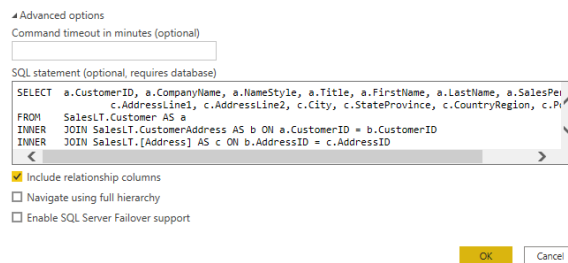 Advanced options
Command timeout in minutes (optional)
SQL statement (optional, requires database)
SELECT a.CustomerID, a.CompanyName, a.NameStyle, a.Title, a.FirstName, a.LastName,
c.AddressLine1, c.AddressLine2, c.City, c.StateProvince, c.CountryRegion,
FROM SalesLT.Customer AS a
INNER JOIN SalesLT.CustomerAddress AS b ON a.CustomerID = b.CustomerID
INNER JOIN SalesLT.[Address] AS c ON b.AddressID = c.AddressID
Include relationship columns
Navigate using full hierarchy
Enable SQL Server Failover support
OK Cancel